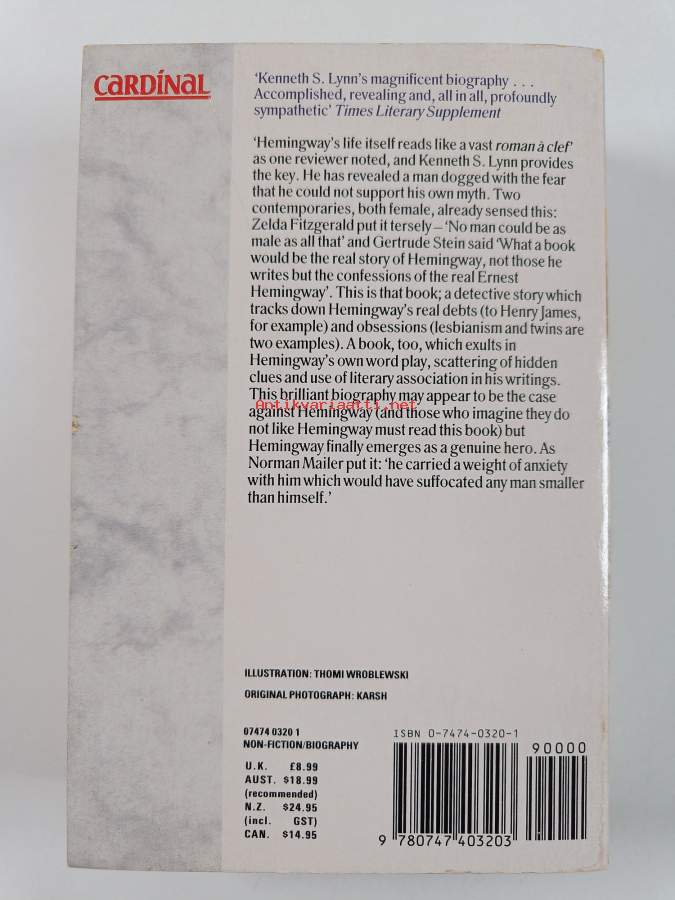 CARDINAL
‘Kenneth S. Lynn’s magnificent biography . . .
Accomplished, revealing and, all in all, profoundly
sympathetic’ Times Literary Supplement
‘Hemingway's life itself reads like a vast roman à clef’
as one reviewer noted, and Kenneth S. Lynn provides
the key. He has revealed a man dogged with the fear
that he could not support his own myth. Two
contemporaries, both female, already sensed this:
Zelda Fitzgerald put it tersely – ‘No man could be as
male as all that’ and Gertrude Stein said ‘What a book
would be the real story of Hemingway, not those he
writes but the confessions of the real Ernest
Hemingway’. This is that book; a detective story which
tracks down Hemingway’s real debts (to Henry James,
for example) and obsessions (lesbianism and twins are
two examples). A book, too, which exults in
Hemingway’s own word play, scattering of hidden
clues and use of literary association in his writings.
This brilliant biography may appear to be the case
Antikvariaatti.net
against Hemingway (and those who imagine they do
not like Hemingway must read this book) but
Hemingway finally emerges as a genuine hero. As
Norman Mailer put it: ‘he carried a weight of anxiety
with him which would have suffocated any man smaller
than himself.’
ILLUSTRATION: THOMI WROBLEWSKI
ORIGINAL PHOTOGRAPH: KARSH
07474 0320 1
NON-FICTION/BIOGRAPHY
U.K. £8.99
AUST. $18.99
(recommended)
N.Z. $24.95
(incl. GST)
CAN. $14.95
ISBN 0-7474-0320-1
90000
9 780747 403203